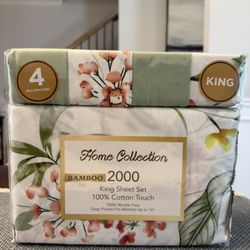 4
PILLOWCASES
KING
Home Collection
BAMBOO 2000
King Sheet Set
100% Cotton Touch
100% Wrinkle Free
Deep Pocket Fits Mattress Up to 16"